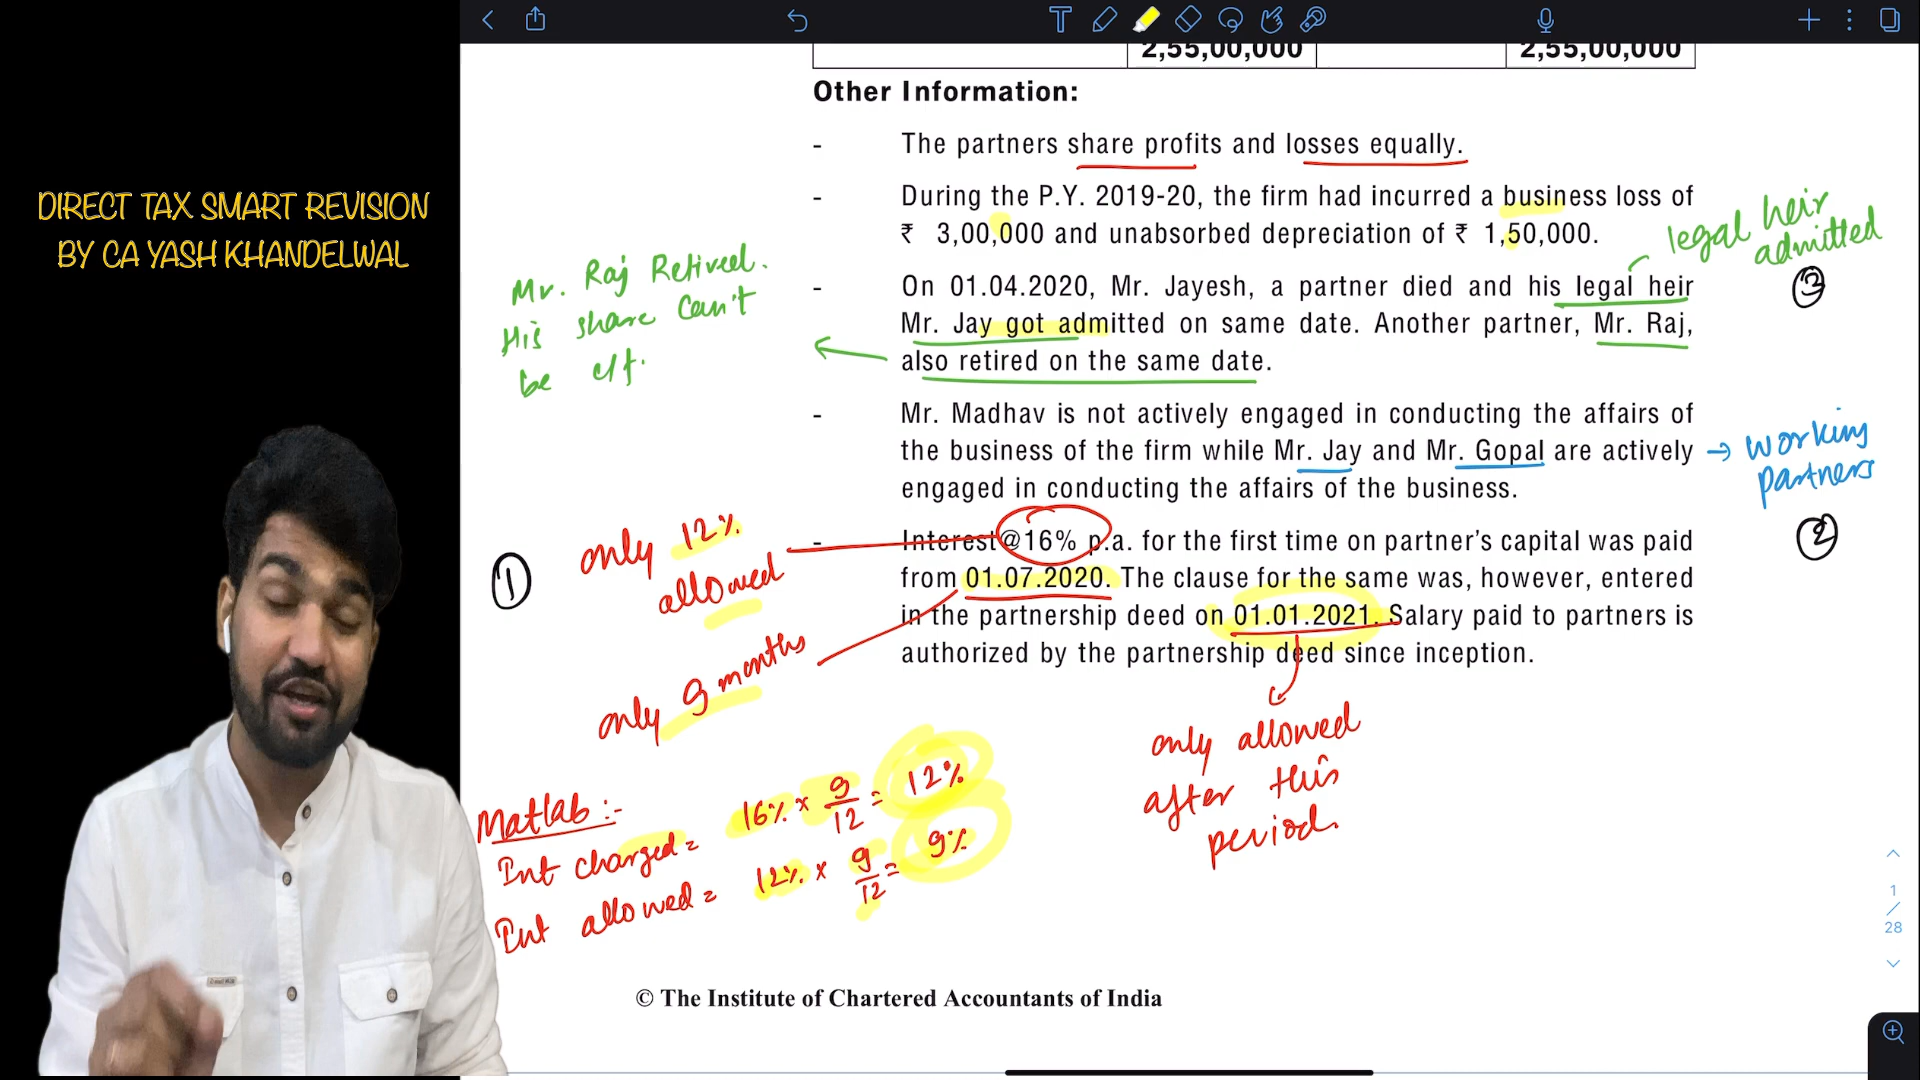 2,55,00,000 2,55,00,000
Other Information:
DIRECT TAX SMART REVISION
BY CA YASH KHANDELWAL
- The partners share profits and losses equally.
- During the P.Y. 2019-20, the firm had incurred a business loss of
₹ 3,00,000 and unabsorbed depreciation of ₹ 1,50,000.
legal heir
admitted
③
- On 01.04.2020, Mr. Jayesh, a partner died and his legal heir
Mr. Jay got admitted on same date. Another partner, Mr. Raj,
also retired on the same date.
Mr. Raj Retired.
His share Can't
be c/f.
- Mr. Madhav is not actively engaged in conducting the affairs of
the business of the firm while Mr. Jay and Mr. Gopal are actively
engaged in conducting the affairs of the business.
→ working
partners
②
- Interest @16% p.a. for the first time on partner's capital was paid
from 01.07.2020. The clause for the same was, however, entered
in the partnership deed on 01.01.2021. Salary paid to partners is
authorized by the partnership deed since inception.
①
only 12%
allowed
only 9 months
only allowed
after this
period.
Matlab :-
Int charged = 16% × 9/12 = 12%
Int allowed = 12% × 9/12 = 9%
© The Institute of Chartered Accountants of India
1
/
28